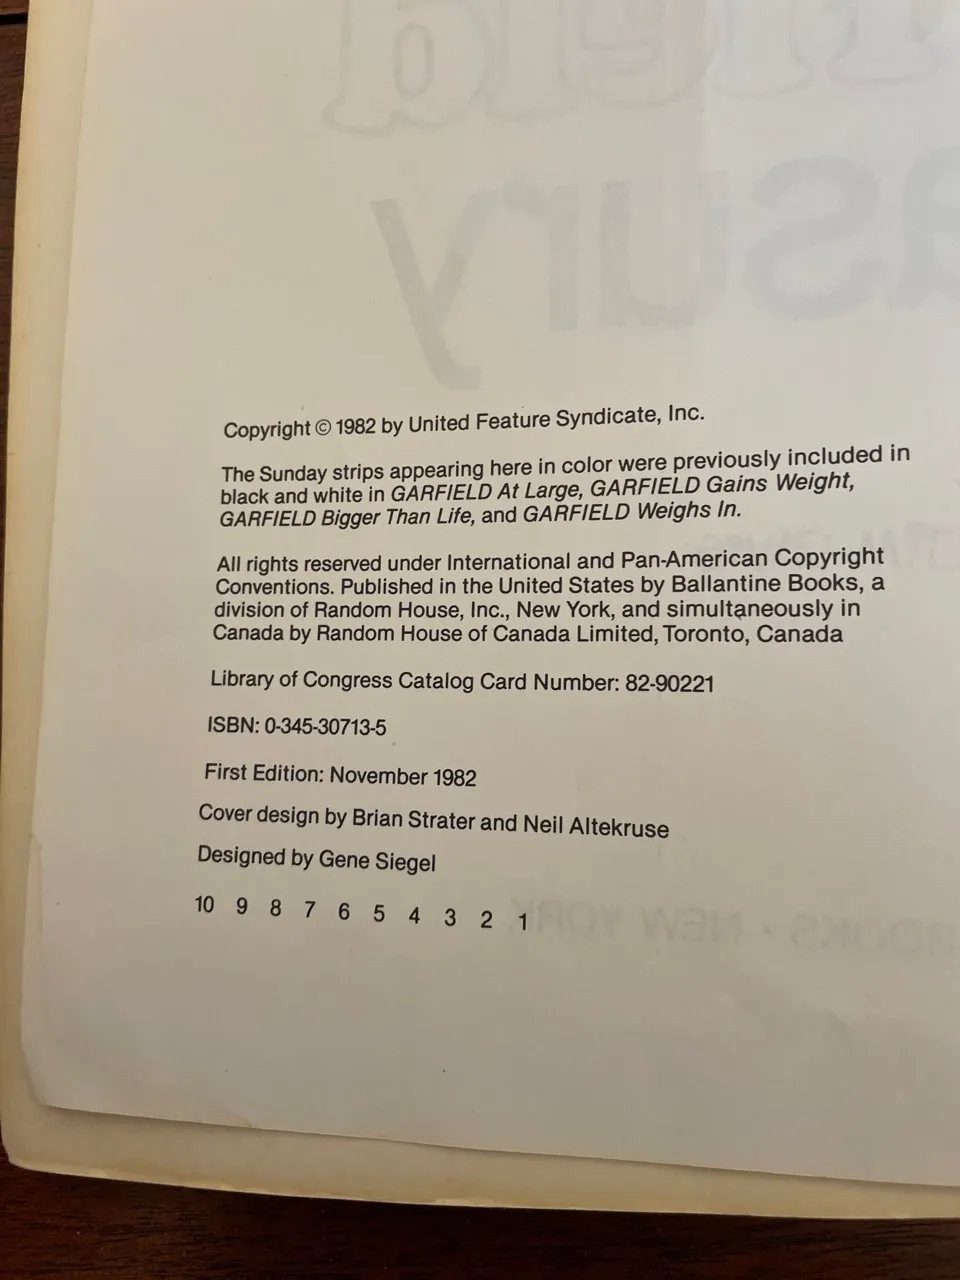 Copyright © 1982 by United Feature Syndicate, Inc.
The Sunday strips appearing here in color were previously included in
black and white in GARFIELD At Large, GARFIELD Gains Weight,
GARFIELD Bigger Than Life, and GARFIELD Weighs In.
All rights reserved under International and Pan-American Copyright
Conventions. Published in the United States by Ballantine Books, a
division of Random House, Inc., New York, and simultaneously in
Canada by Random House of Canada Limited, Toronto, Canada
Library of Congress Catalog Card Number: 82-90221
ISBN: 0-345-30713-5
First Edition: November 1982
Cover design by Brian Strater and Neil Altekruse
Designed by Gene Siegel
10 9 8 7 6 5 4 3 2 1